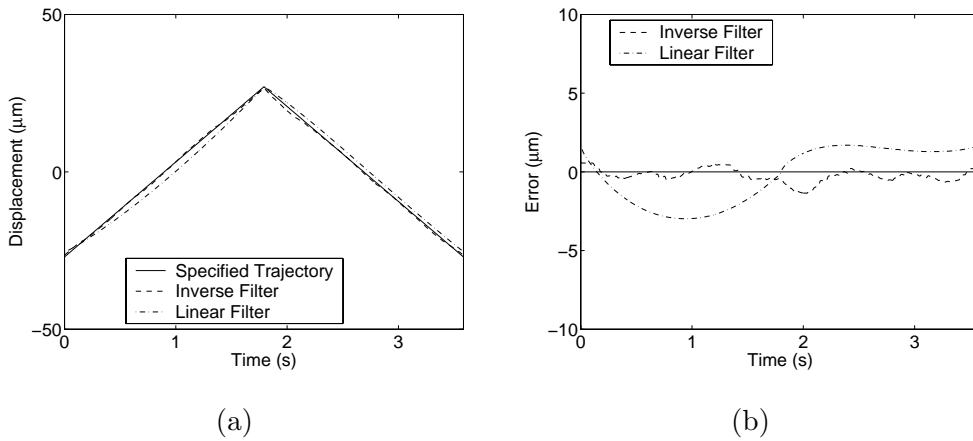 50
0
−50
Displacement (μm)
0
1
2
3
Time (s)
Specified Trajectory
Inverse Filter
Linear Filter
(a)
10
5
0
−5
−10
Error (μm)
0
1
2
3
Time (s)
Inverse Filter
Linear Filter
(b)